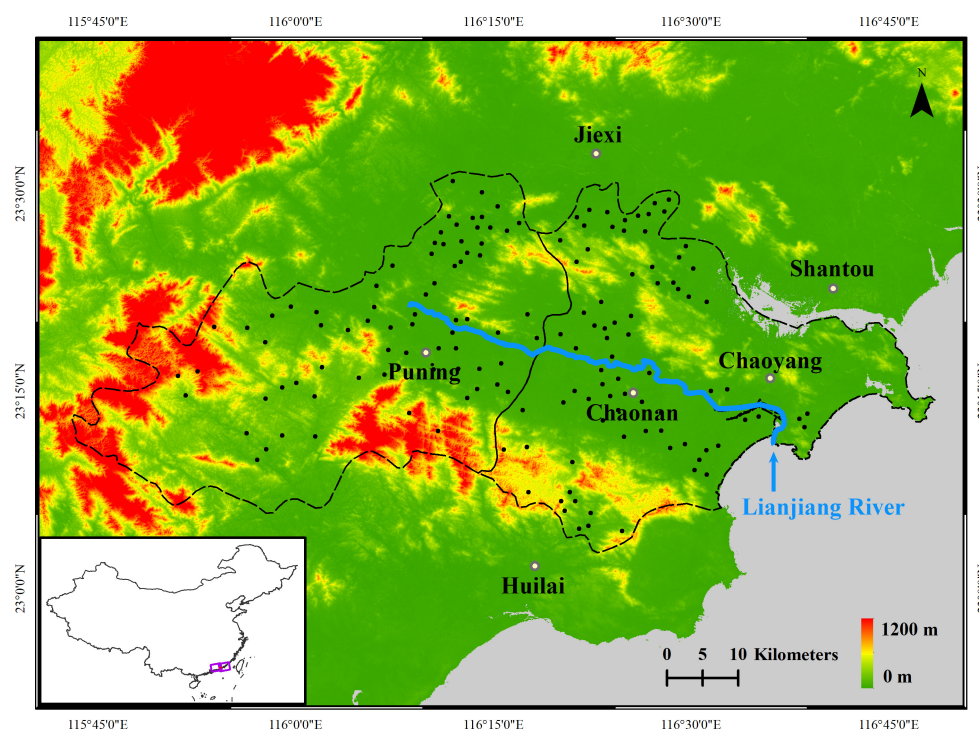 115°45'0"E 116°0'0"E 116°15'0"E 116°30'0"E 116°45'0"E
N
Jiexi
23°30'0"N
Shantou
Chaoyang
Puning
23°15'0"N
Chaonan
Lianjiang River
Huilai
23°0'0"N
1200 m
0 5 10 Kilometers
0 m
115°45'0"E 116°0'0"E 116°15'0"E 116°30'0"E 116°45'0"E